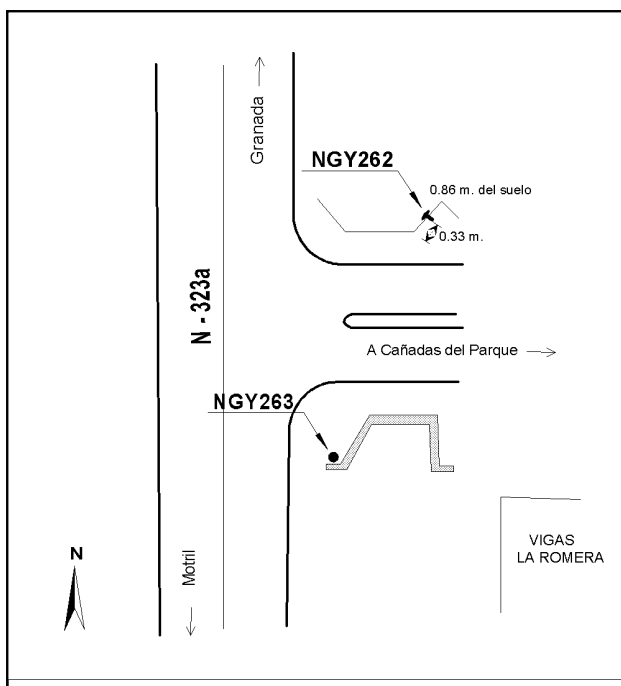 Granada
NGY262
0.86 m. del suelo
0.33 m.
N - 323a
A Cañadas del Parque
NGY263
VIGAS
LA ROMERA
N
Motril